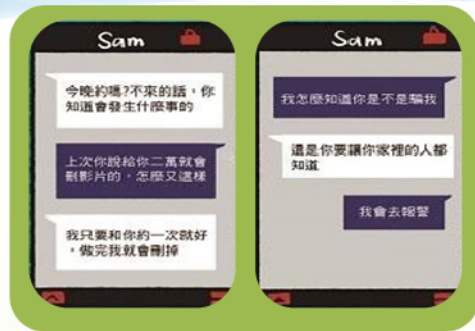 Sam
今晚約嗎?不來的話，你
知道會發生什麼事的
上次你說給你二萬就會
刪影片的，怎麼又這樣
我只要和你約一次就好
，做完我就會刪掉
Sam
我怎麼知道你是不是騙我
還是你要讓你家裡的人都
知道
我會去報警